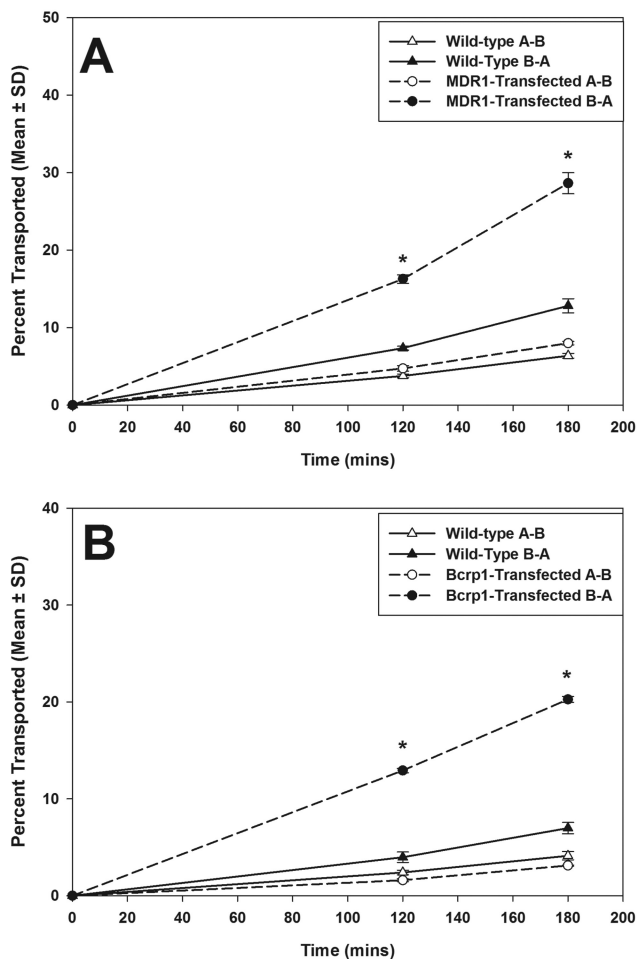 A
50
40
30
20
10
0
Percent Transported (Mean ± SD)
Wild-type A-B
Wild-Type B-A
MDR1-Transfected A-B
MDR1-Transfected B-A
*
*
0 20 40 60 80 100 120 140 160 180 200
Time (mins)
B
40
30
20
10
0
Percent Transported (Mean ± SD)
Wild-type A-B
Wild-Type B-A
Bcrp1-Transfected A-B
Bcrp1-Transfected B-A
*
*
0 20 40 60 80 100 120 140 160 180 200
Time (mins)